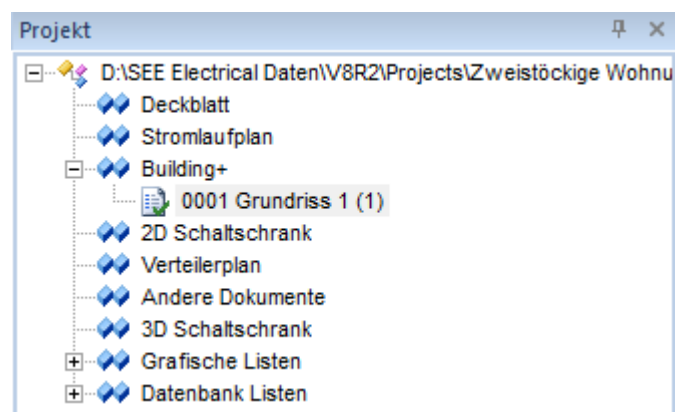 Projekt
D:\SEE Electrical Daten\V8R2\Projects\Zweistöckige Wohnu
Deckblatt
Stromlaufplan
Building+
0001 Grundriss 1 (1)
2D Schaltschrank
Verteilerplan
Andere Dokumente
3D Schaltschrank
Grafische Listen
Datenbank Listen